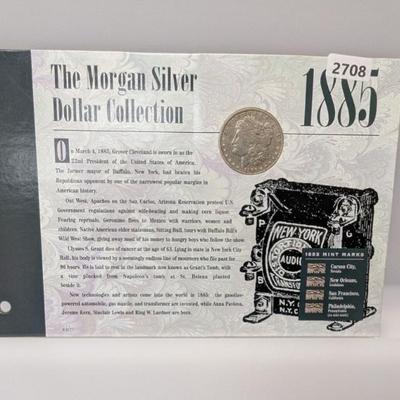 The Morgan Silver
Dollar Collection
2708
1885
On March 4, 1885, Grover Cleveland is sworn in as the
22nd President of the United States of America.
The former mayor of Buffalo, New York, had beaten his
Republican opponent by one of the narrowest popular margins in
American history.
Out West, Apaches on the San Carlos, Arizona Reservation protest U.S.
Government regulations against wife-beating and making corn liquor.
Fearing reprisals, Geronimo flees to Mexico with warriors, women and
children. Native American elder statesman, Sitting Bull, tours with Buffalo Bill's
Wild West Show, giving away most of his money to hungry boys who follow the show.
Ulysses S. Grant dies of cancer at the age of 63. Lying in state in New York City
Hall, his body is viewed by a seemingly endless line of mourners who file past for
96 hours. He is laid to rest in the landmark now known as Grant's Tomb, with
a tree plucked from Napoleon's tomb at St. Helena planted
beside it.
New technologies and artists come into the world in 1885: the gasoline-
powered automobile, gas mantle, and transformer are invented, while Anna Pavlova,
Jerome Kern, Sinclair Lewis and Ring W. Lardner are born.
NEW YORK
AUDI
N.Y.C
N.Y.
1885 MINT MARKS
Carson City,
Nevada
New Orleans,
Louisiana
San Francisco,
California
Philadelphia,
Pennsylvania